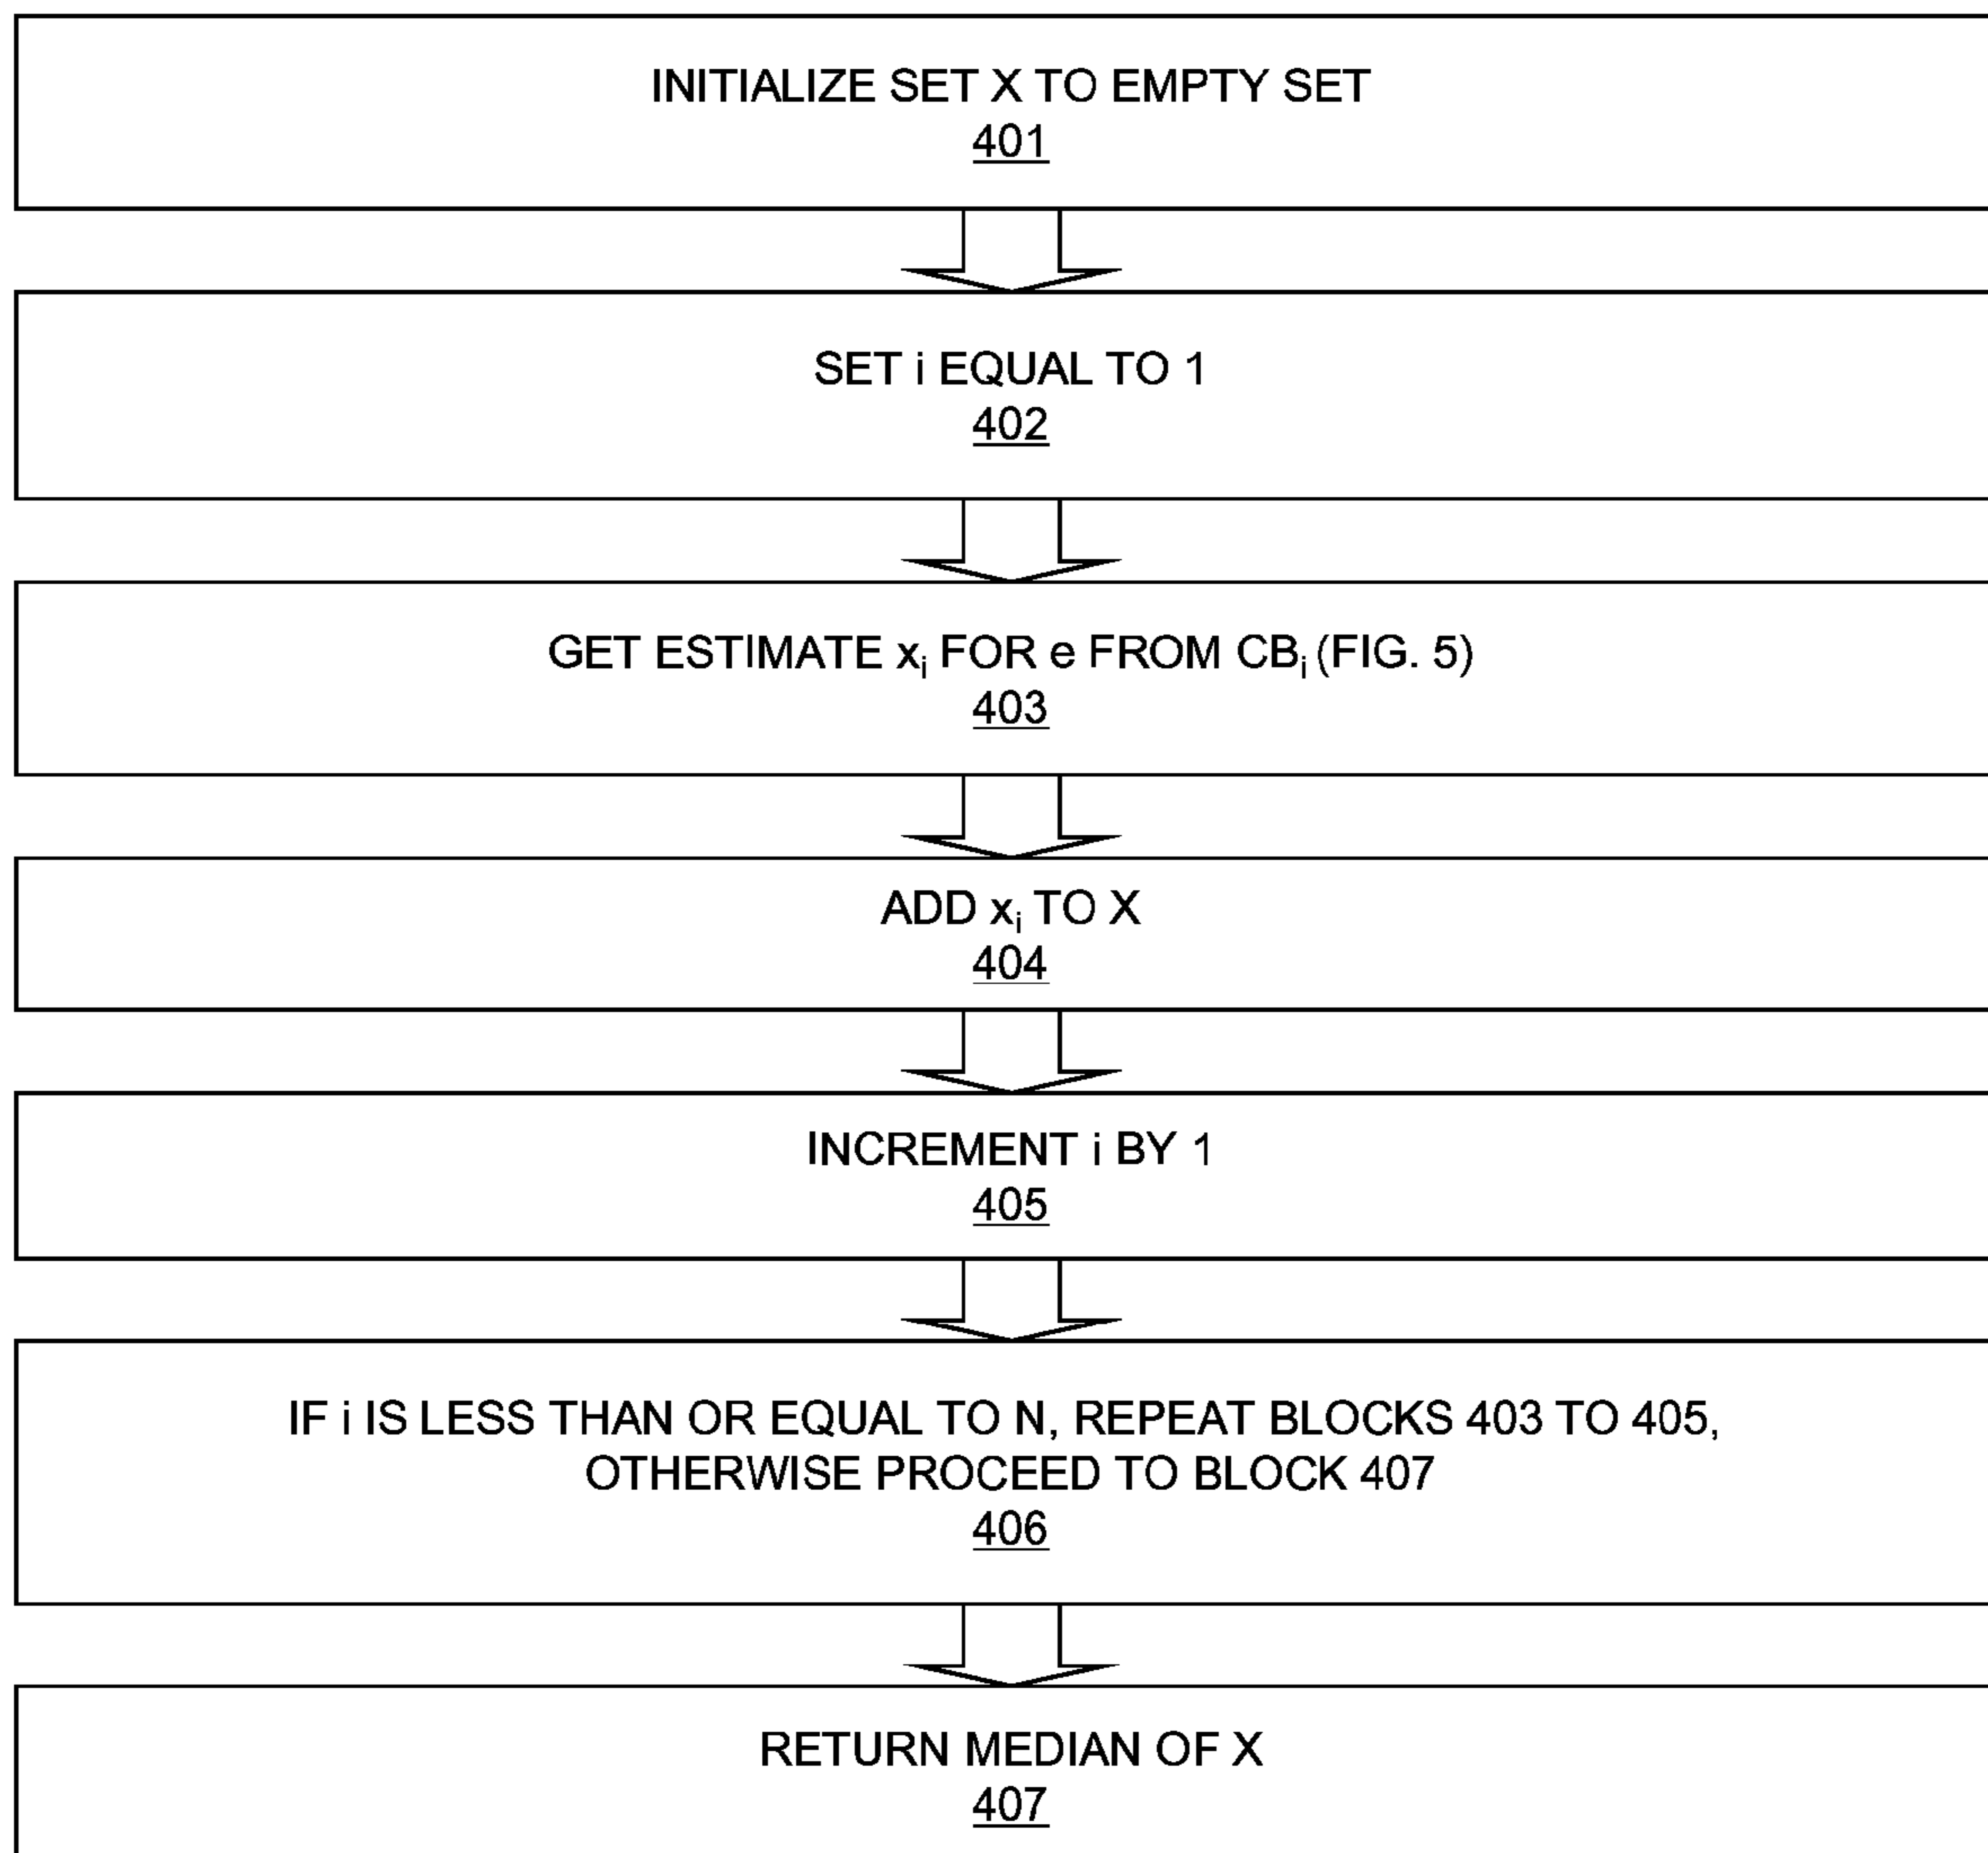 INITIALIZE SET X TO EMPTY SET
401
SET i EQUAL TO 1
402
GET ESTIMATE xi FOR e FROM CBi (FIG. 5)
403
ADD xi TO X
404
INCREMENT i BY 1
405
IF i IS LESS THAN OR EQUAL TO N, REPEAT BLOCKS 403 TO 405,
OTHERWISE PROCEED TO BLOCK 407
406
RETURN MEDIAN OF X
407